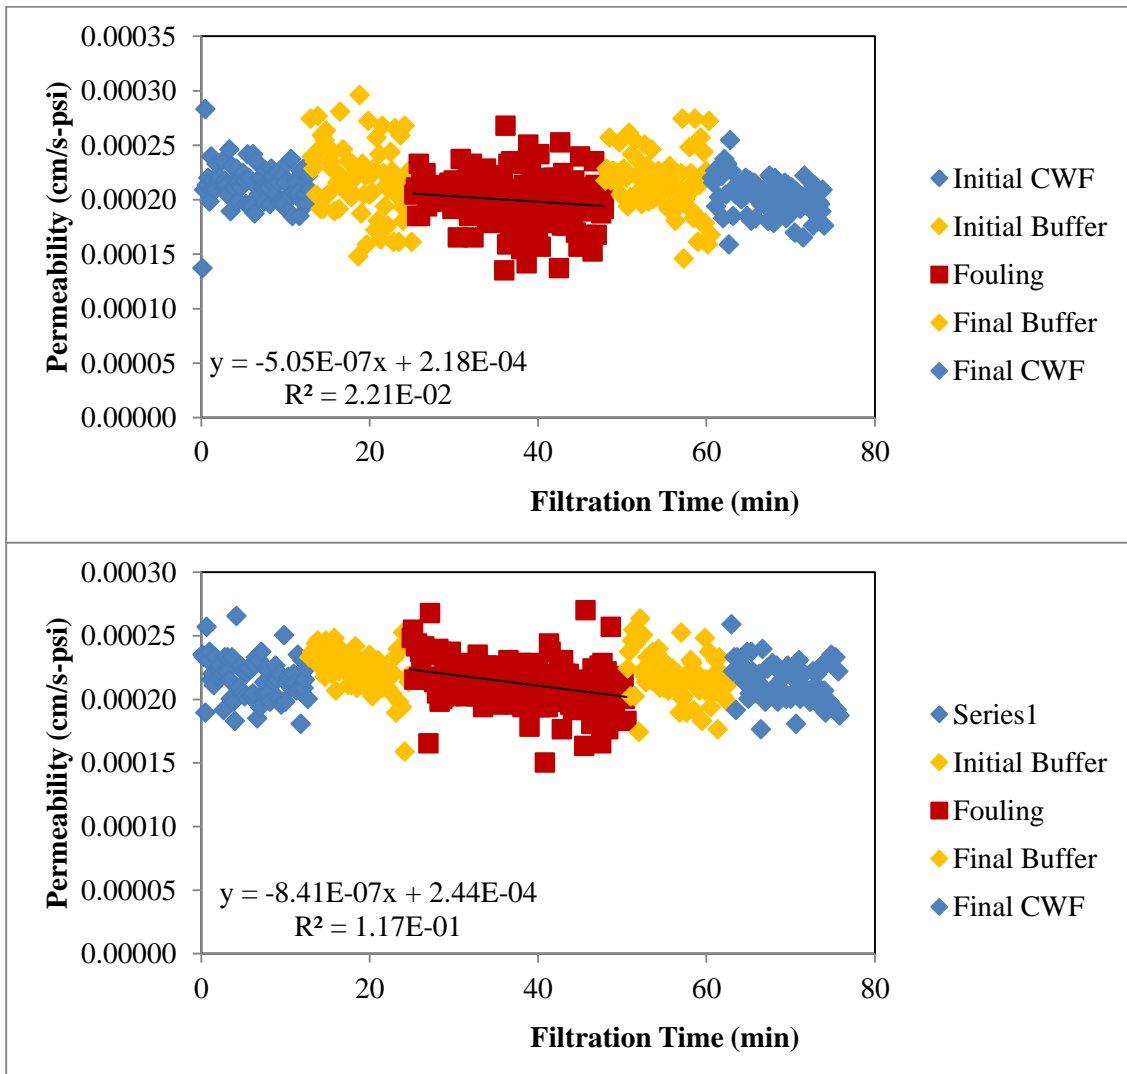 0.00035
0.00030
0.00025
0.00020
0.00015
0.00010
0.00005
0.00000
Permeability (cm/s-psi)
y = -5.05E-07x + 2.18E-04
R² = 2.21E-02
0 20 40 60 80
Filtration Time (min)
Initial CWF
Initial Buffer
Fouling
Final Buffer
Final CWF
0.00030
0.00025
0.00020
0.00015
0.00010
0.00005
0.00000
Permeability (cm/s-psi)
y = -8.41E-07x + 2.44E-04
R² = 1.17E-01
0 20 40 60 80
Filtration Time (min)
Series1
Initial Buffer
Fouling
Final Buffer
Final CWF